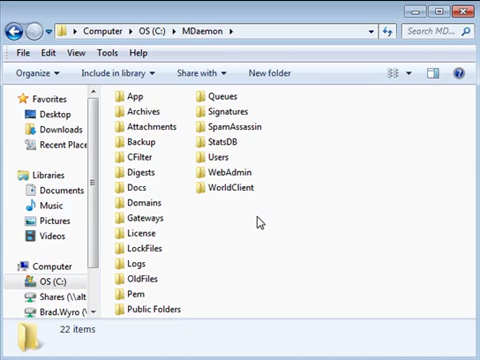 Computer ▸ OS (C:) ▸ MDaemon ▸
Search MD...
File Edit View Tools Help
Organize Include in library Share with New folder
Favorites
Desktop
Downloads
Recent Place
Libraries
Documents
Music
Pictures
Videos
Computer
OS (C:)
Shares (\\alt
Brad.Wyro (\\
App
Archives
Attachments
Backup
CFilter
Digests
Docs
Domains
Gateways
License
LockFiles
Logs
OldFiles
Pem
Public Folders
Queues
Signatures
SpamAssassin
StatsDB
Users
WebAdmin
WorldClient
22 items